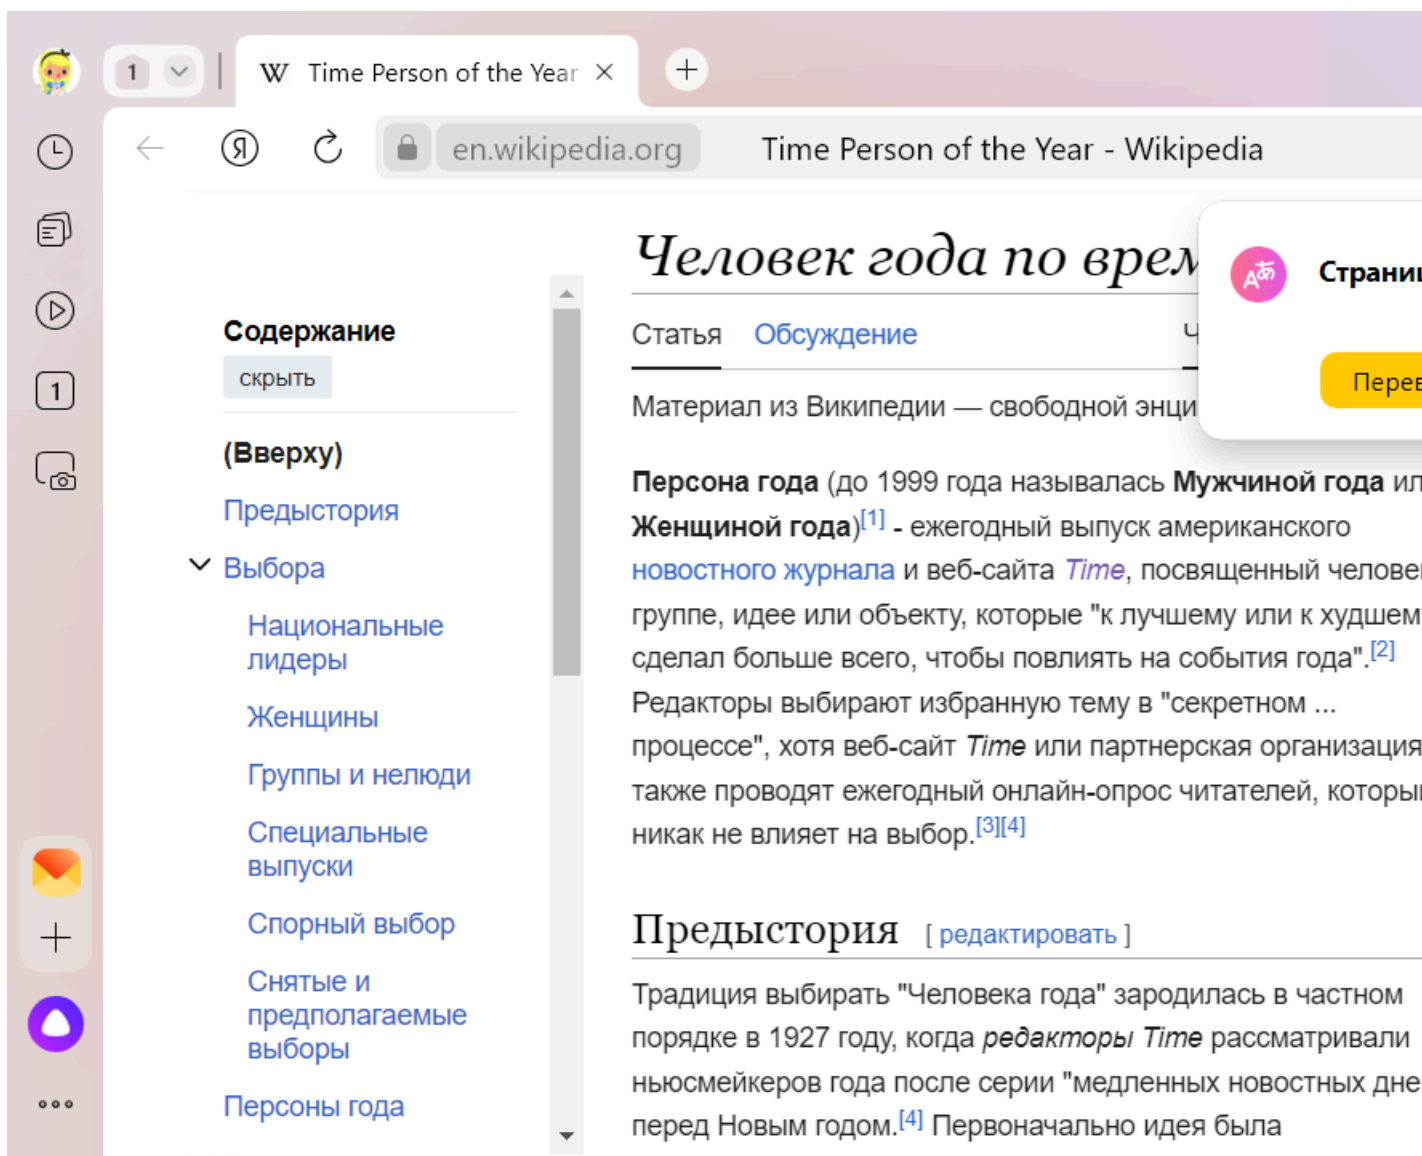 1
Time Person of the Year
Я
en.wikipedia.org
Time Person of the Year - Wikipedia
1
Содержание
скрыть
(Вверху)
Предыстория
Выбора
Национальные
лидеры
Женщины
Группы и нелюди
Специальные
выпуски
Спорный выбор
Снятые и
предполагаемые
выборы
Персоны года
Человек года по врем
Статья Обсуждение Ч
Материал из Википедии — свободной энци
Страниц
Перев
Персона года (до 1999 года называлась Мужчиной года ил
Женщиной года)[1] - ежегодный выпуск американского
новостного журнала и веб-сайта Time, посвященный человек
группе, идее или объекту, которые "к лучшему или к худшему
сделал больше всего, чтобы повлиять на события года".[2]
Редакторы выбирают избранную тему в "секретном ...
процессе", хотя веб-сайт Time или партнерская организация
также проводят ежегодный онлайн-опрос читателей, которы
никак не влияет на выбор.[3][4]
Предыстория [ редактировать ]
Традиция выбирать "Человека года" зародилась в частном
порядке в 1927 году, когда редакторы Time рассматривали
ньюсмейкеров года после серии "медленных новостных дне
перед Новым годом.[4] Первоначально идея была